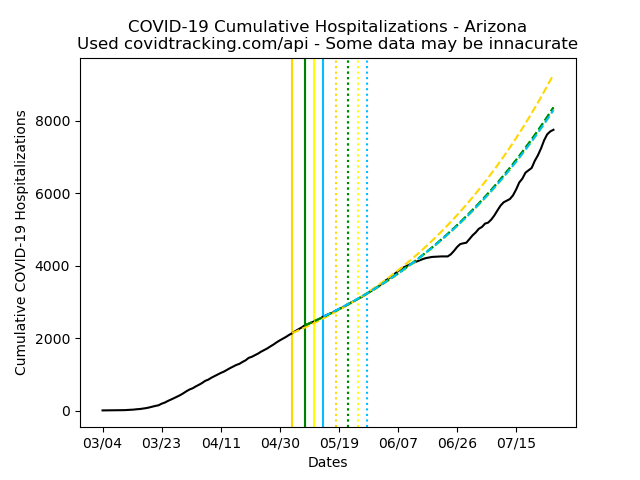 COVID-19 Cumulative Hospitalizations - Arizona
Used covidtracking.com/api - Some data may be innacurate
Cumulative COVID-19 Hospitalizations
8000
6000
4000
2000
0
03/04 03/23 04/11 04/30 05/19 06/07 06/26 07/15
Dates